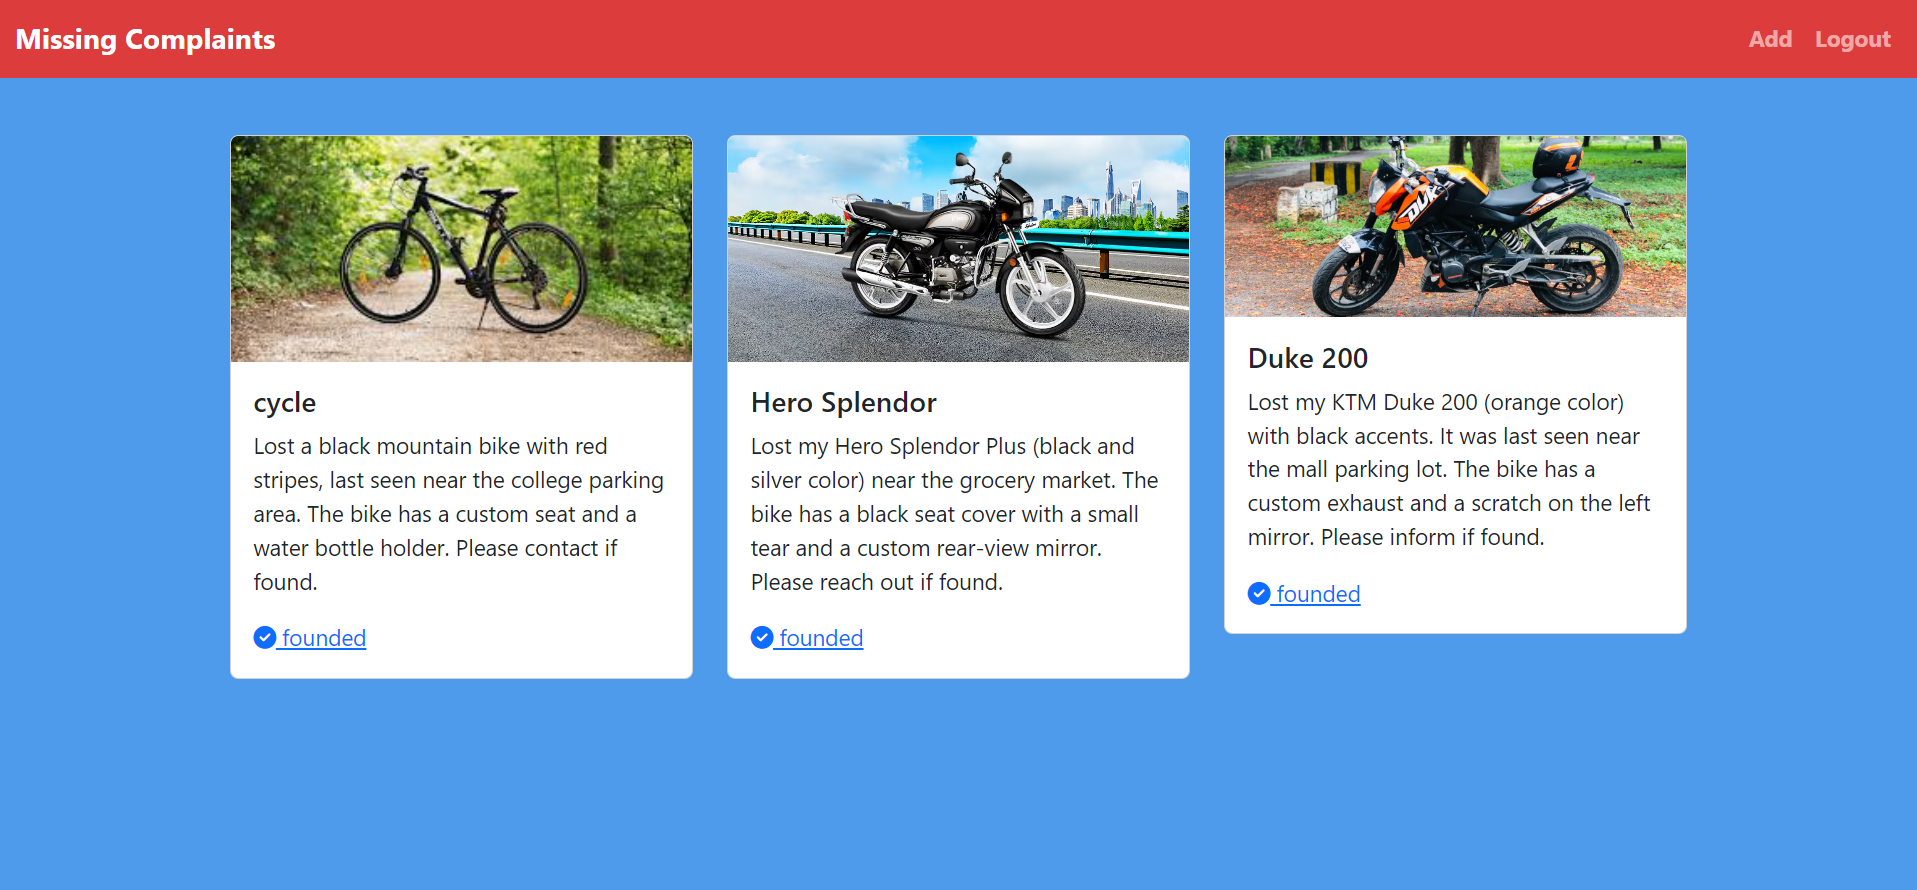 Missing Complaints
Add Logout
cycle
Lost a black mountain bike with red
stripes, last seen near the college parking
area. The bike has a custom seat and a
water bottle holder. Please contact if
found.
founded
Hero Splendor
Lost my Hero Splendor Plus (black and
silver color) near the grocery market. The
bike has a black seat cover with a small
tear and a custom rear-view mirror.
Please reach out if found.
founded
DUKE
Duke 200
Lost my KTM Duke 200 (orange color)
with black accents. It was last seen near
the mall parking lot. The bike has a
custom exhaust and a scratch on the left
mirror. Please inform if found.
founded